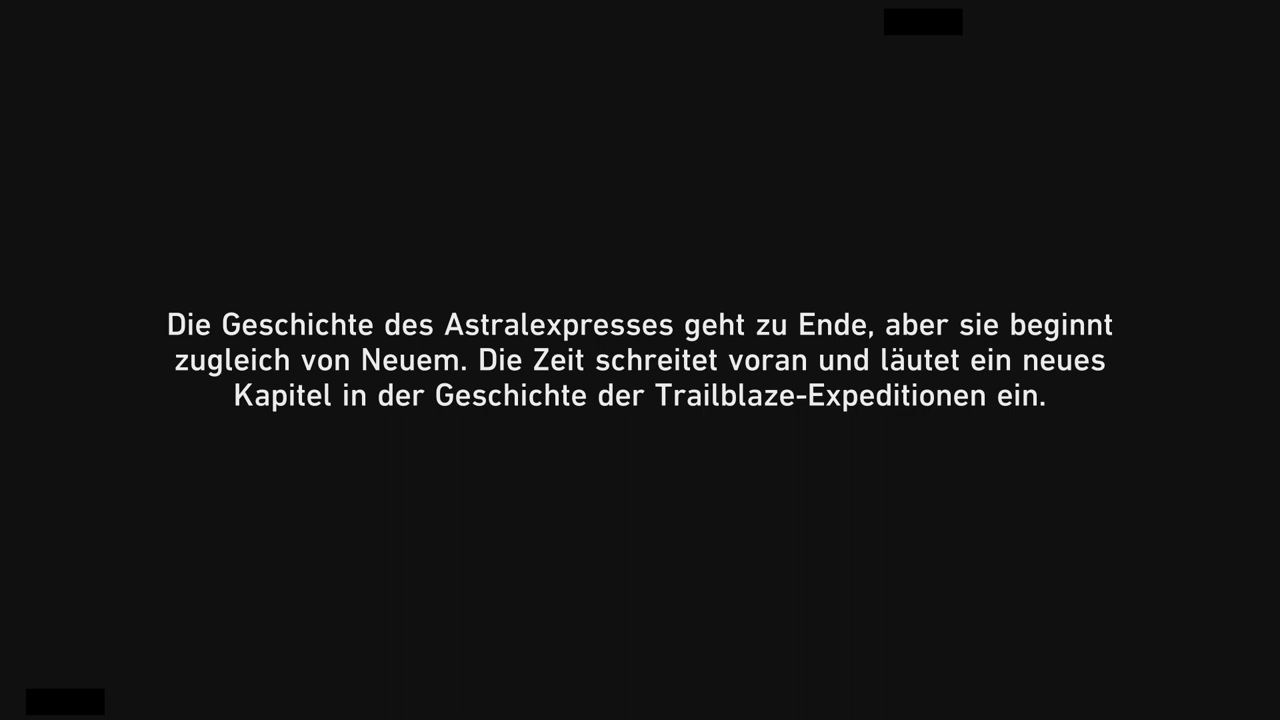 Die Geschichte des Astralexpresses geht zu Ende, aber sie beginnt
zugleich von Neuem. Die Zeit schreitet voran und läutet ein neues
Kapitel in der Geschichte der Trailblaze-Expeditionen ein.